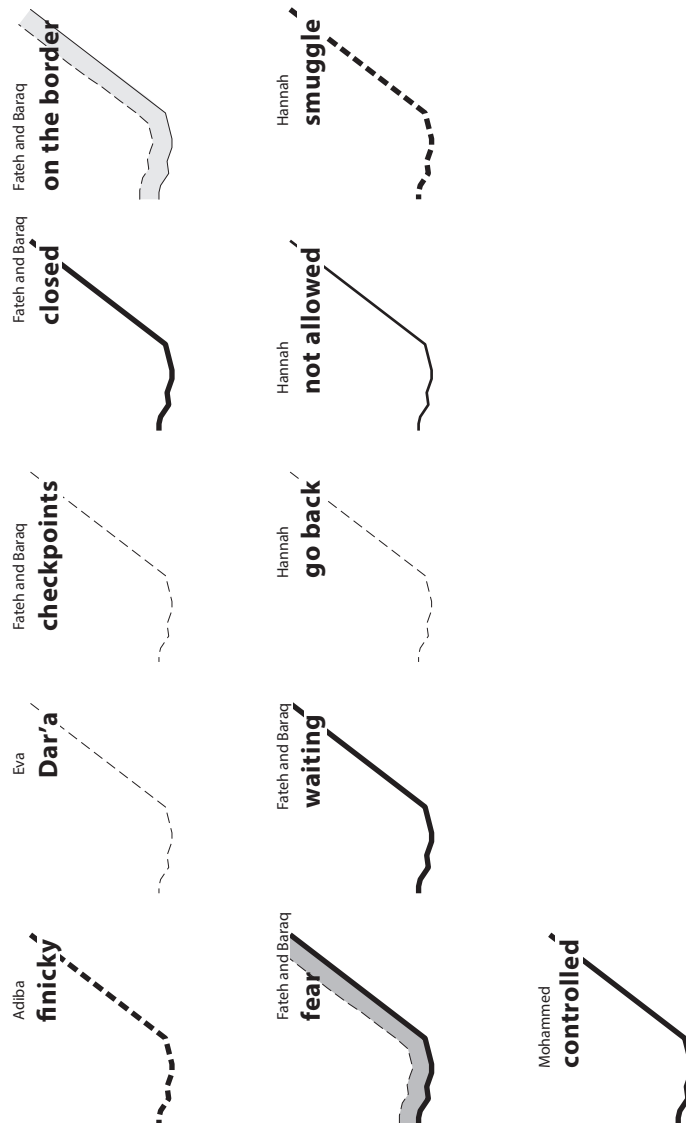 Adiba
finicky
Eva
Dar’a
Fateh and Baraq
checkpoints
Fateh and Baraq
closed
Fateh and Baraq
on the border
Fateh and Baraq
fear
Fateh and Baraq
waiting
Hannah
go back
Hannah
not allowed
Hannah
smuggle
Mohammed
controlled